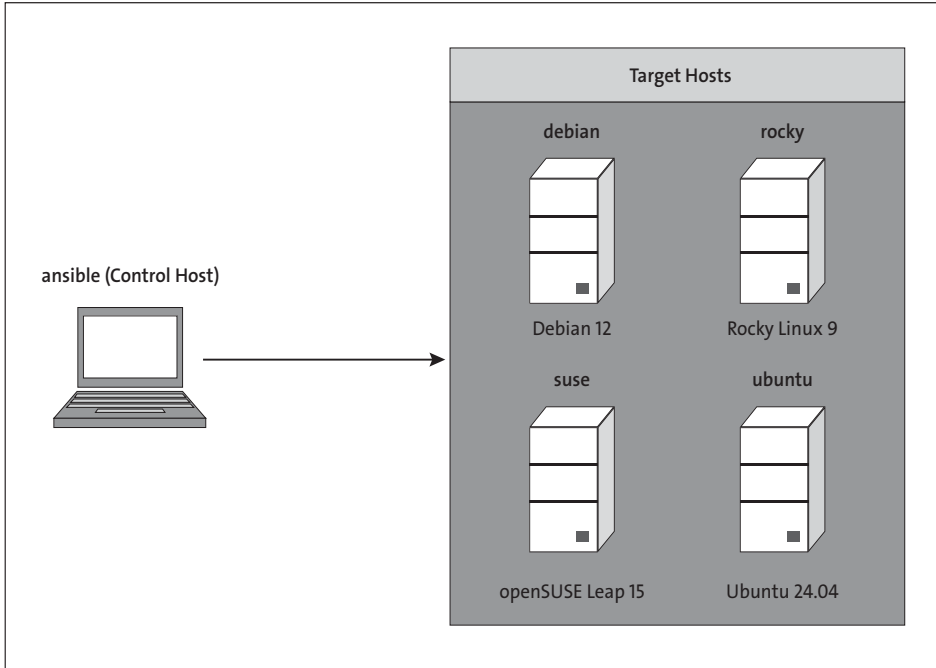 Target Hosts
debian
rocky
ansible (Control Host)
Debian 12
Rocky Linux 9
suse
ubuntu
openSUSE Leap 15
Ubuntu 24.04